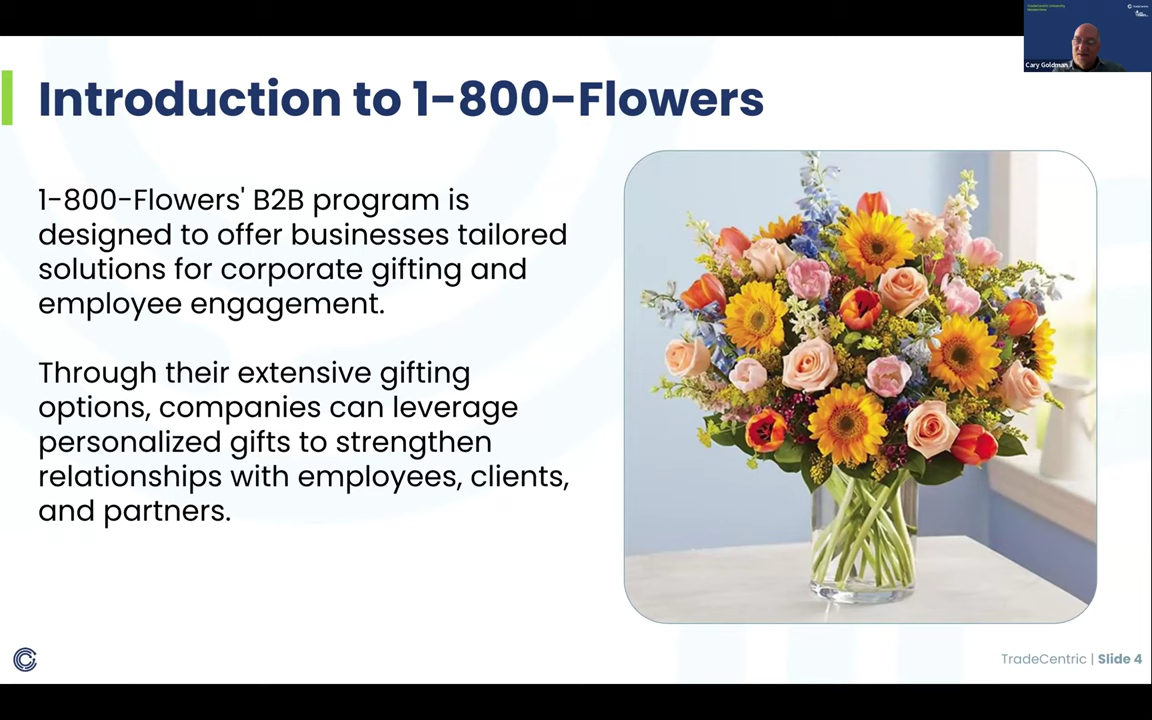 Introduction to 1-800-Flowers
1-800-Flowers' B2B program is
designed to offer businesses tailored
solutions for corporate gifting and
employee engagement.
Through their extensive gifting
options, companies can leverage
personalized gifts to strengthen
relationships with employees, clients,
and partners.
Cary Goldman
TradeCentric | Slide 4